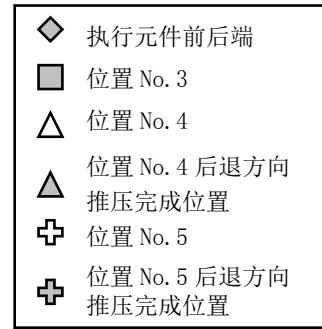 执行元件前后端
位置 No.3
位置 No.4
位置 No.4 后退方向
推压完成位置
位置 No.5
位置 No.5 后退方向
推压完成位置